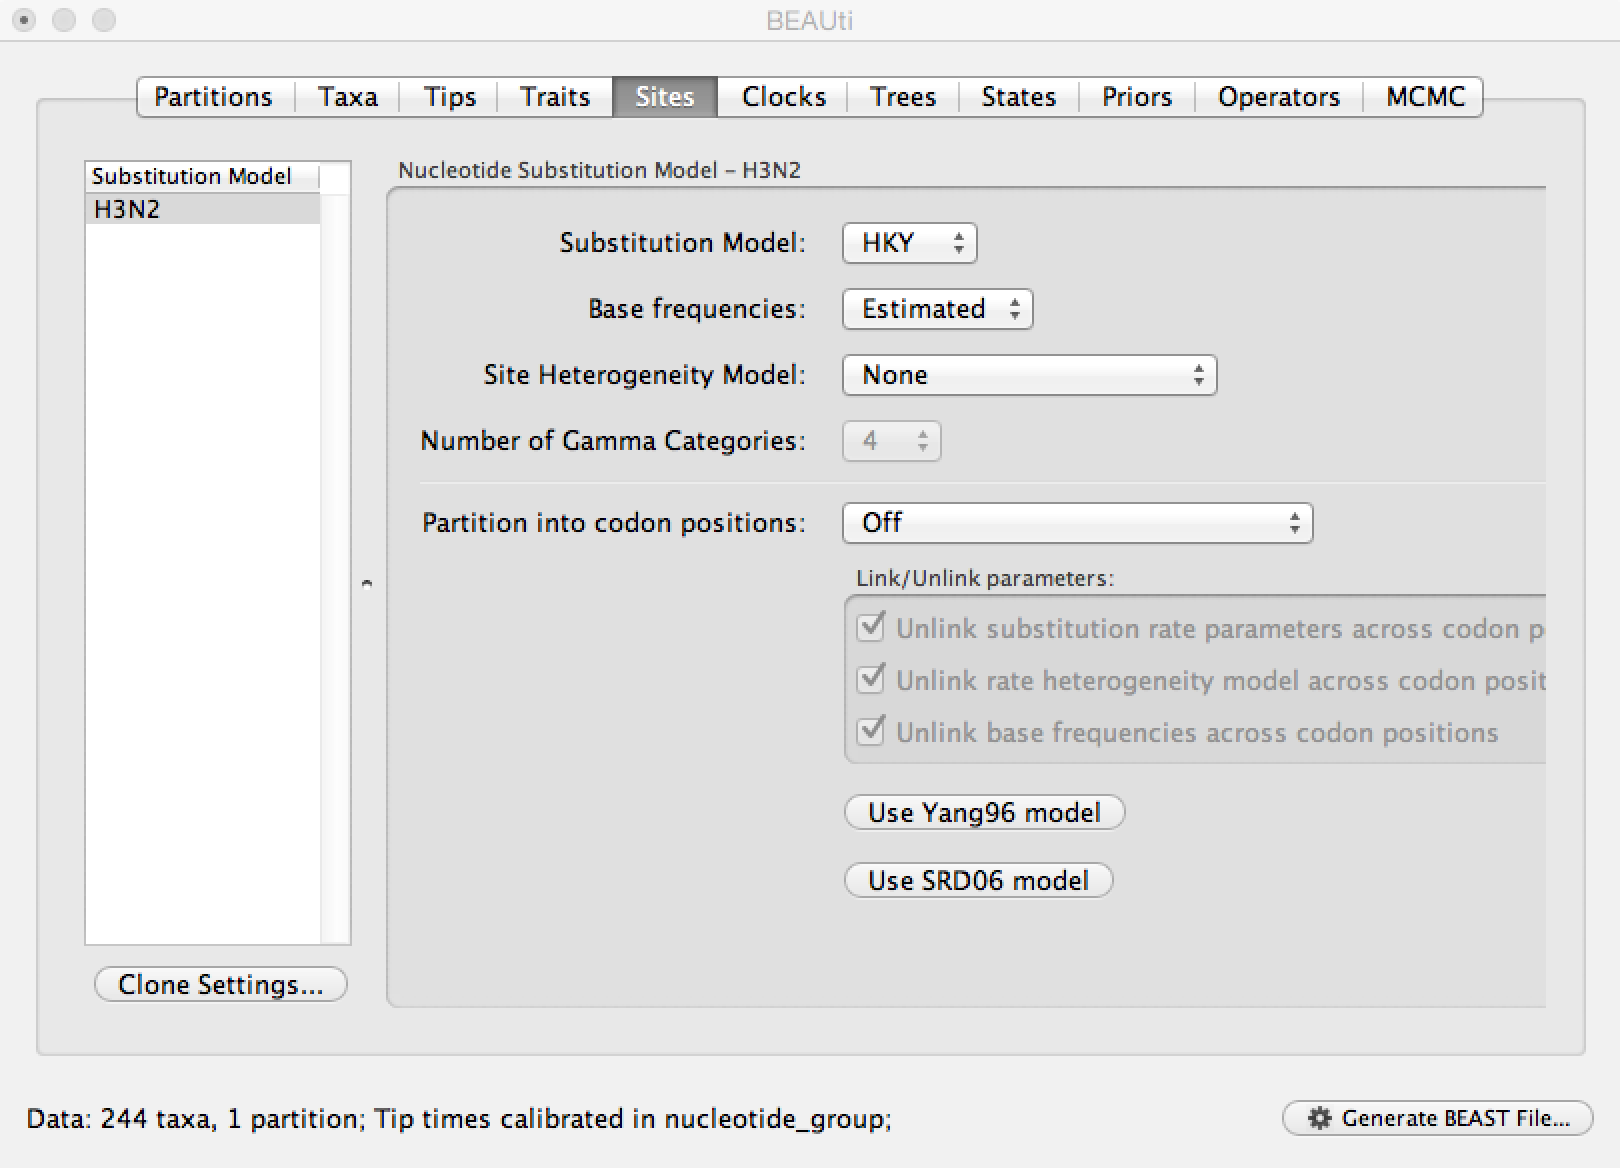 BEAUti
Partitions Taxa Tips Traits Sites Clocks Trees States Priors Operators MCMC
Substitution Model
H3N2
Clone Settings...
Nucleotide Substitution Model – H3N2
Substitution Model: HKY
Base frequencies: Estimated
Site Heterogeneity Model: None
Number of Gamma Categories: 4
Partition into codon positions: Off
Link/Unlink parameters:
Unlink substitution rate parameters across codon p
Unlink rate heterogeneity model across codon posit
Unlink base frequencies across codon positions
Use Yang96 model
Use SRD06 model
Data: 244 taxa, 1 partition; Tip times calibrated in nucleotide_group;
Generate BEAST File...